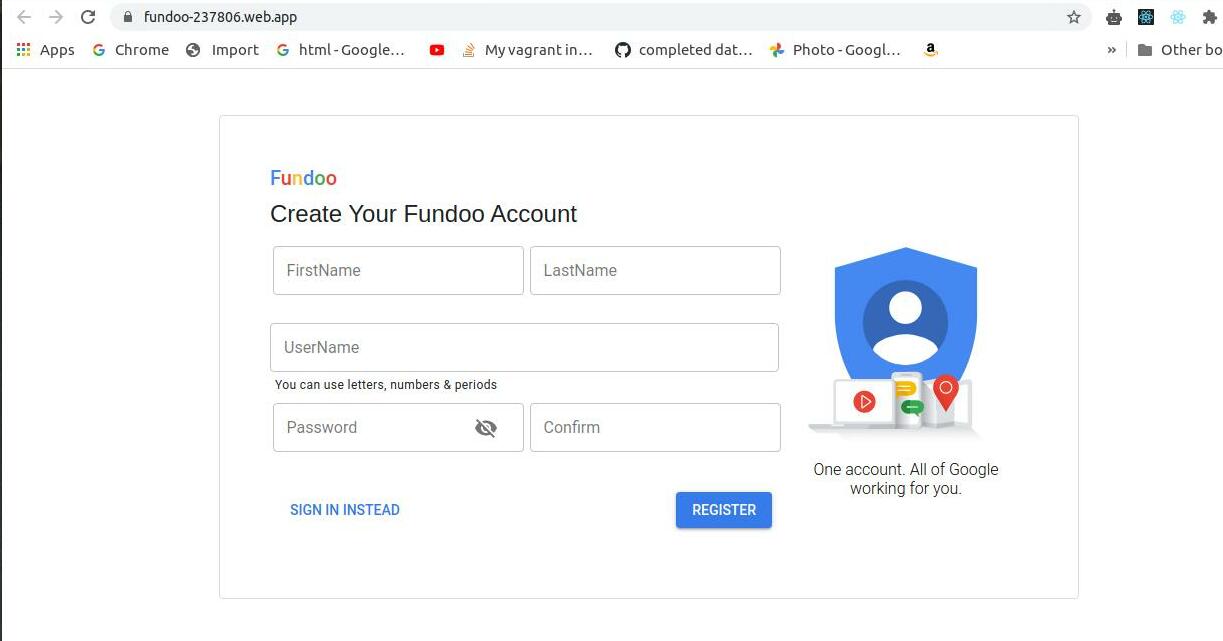 fundoo-237806.web.app
Apps Chrome Import html - Google... My vagrant in... completed dat... Photo - Googl... » Other bo
Fundoo
Create Your Fundoo Account
FirstName LastName
UserName
You can use letters, numbers & periods
Password Confirm
One account. All of Google
working for you.
SIGN IN INSTEAD REGISTER